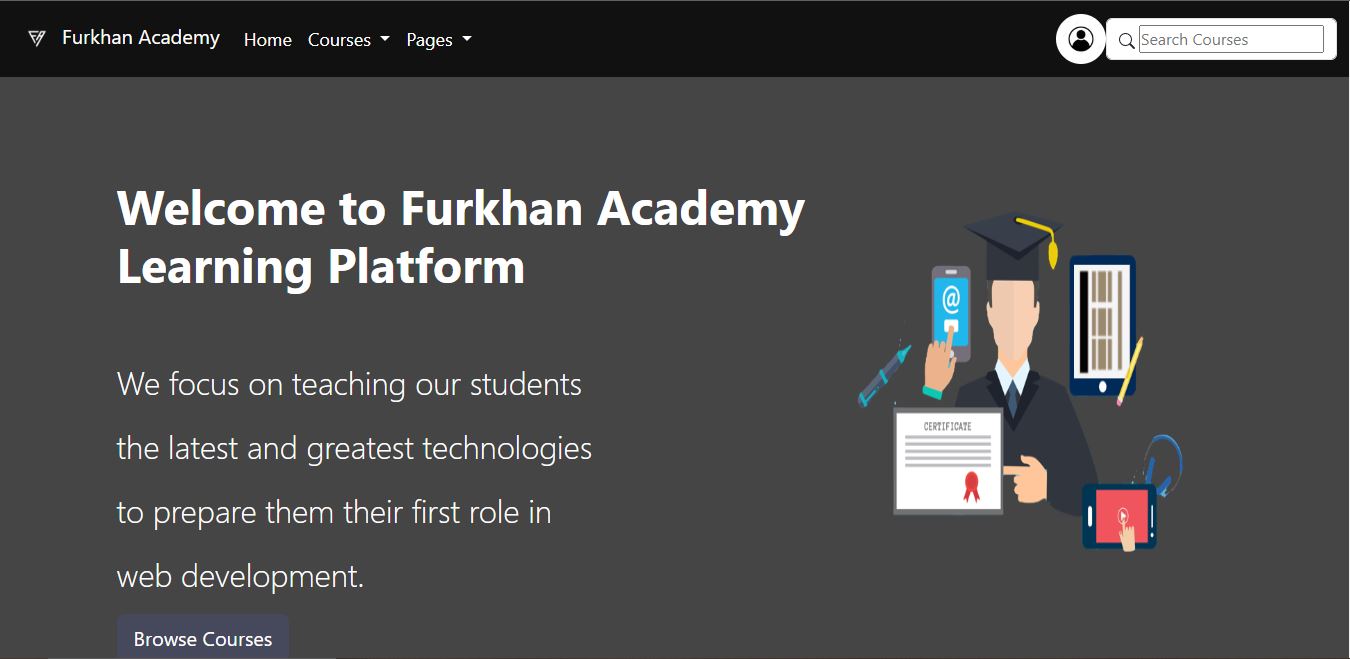 Furkhan Academy Home Courses Pages Search Courses
Welcome to Furkhan Academy
Learning Platform
@
CERTIFICATE
We focus on teaching our students
the latest and greatest technologies
to prepare them their first role in
web development.
Browse Courses